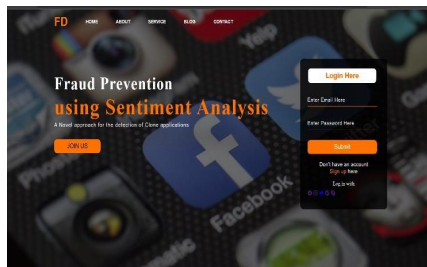 FD
HOME ABOUT SERVICE BLOG CONTACT
Yelp
Fraud Prevention
using Sentiment Analysis
A Novel approach for the detection of Clone applications
JOIN US
Login Here
Enter Email Here
Enter Password Here
Submit
Don't have an account
Sign up here
Log in with
Facebook